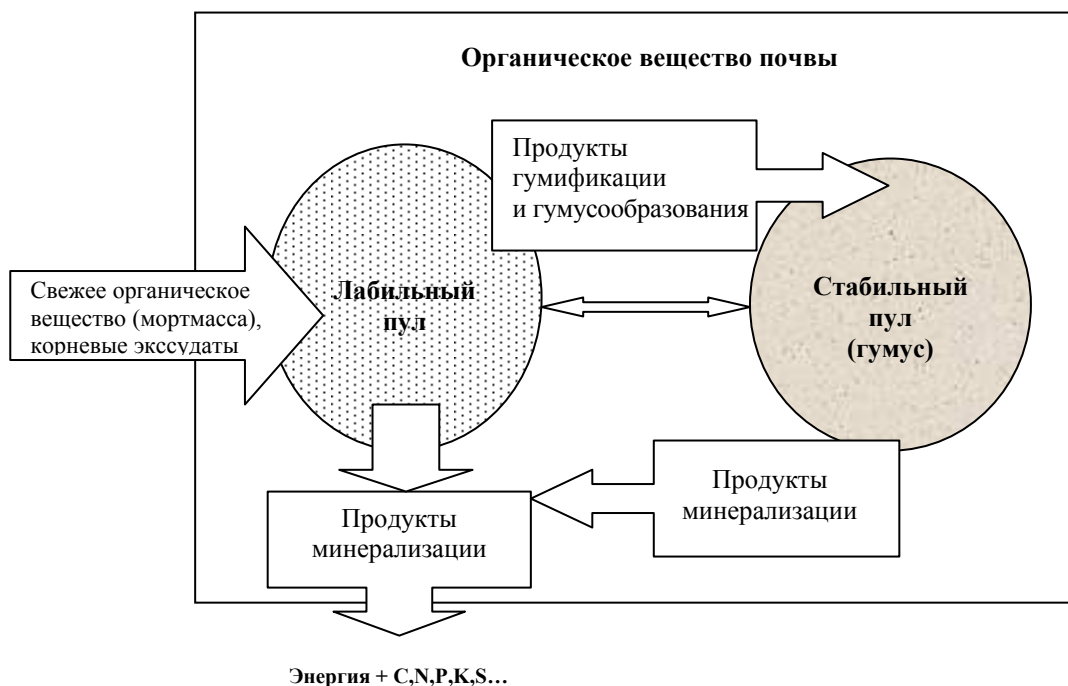 Органическое вещество почвы
Продукты
гумификации
и гумусообразования
Свежее органическое
вещество (мортмасса),
корневые экссудаты
Лабильный
пул
Стабильный
пул
(гумус)
Продукты
минерализации
Продукты
минерализации
Энергия + C,N,P,K,S…